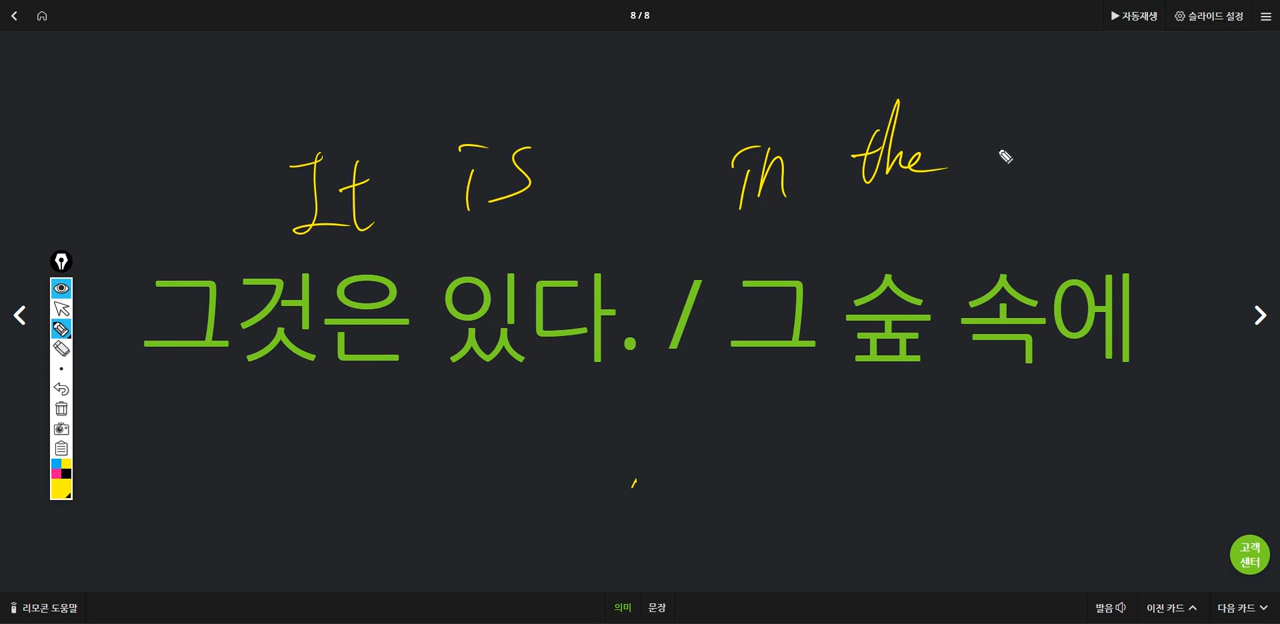 8 / 8
자동재생
슬라이드 설정
It is in the
그것은 있다. / 그 숲 속에
고객
센터
리모콘 도움말
의미
문장
발음
이전 카드
다음 카드